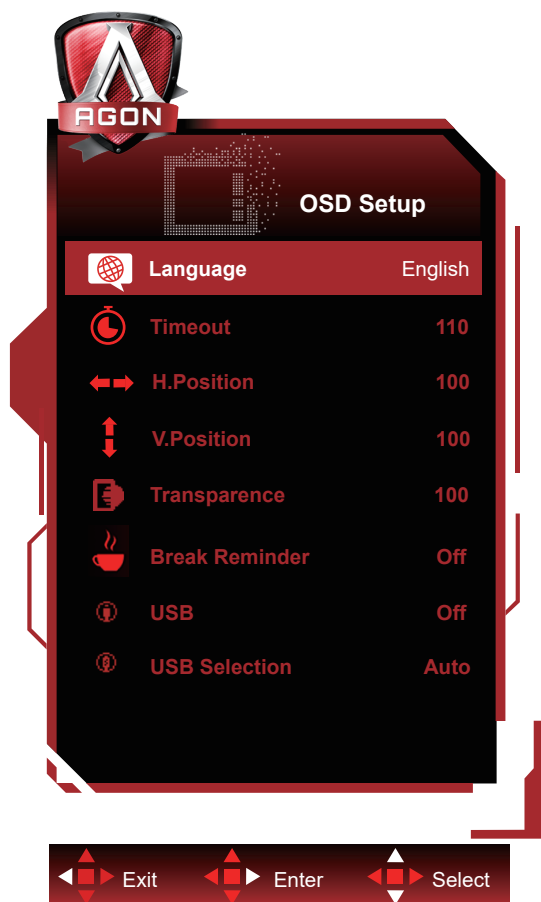 AGON
OSD Setup
Language English
Timeout 110
H.Position 100
V.Position 100
Transparence 100
Break Reminder Off
USB Off
USB Selection Auto
Exit Enter Select